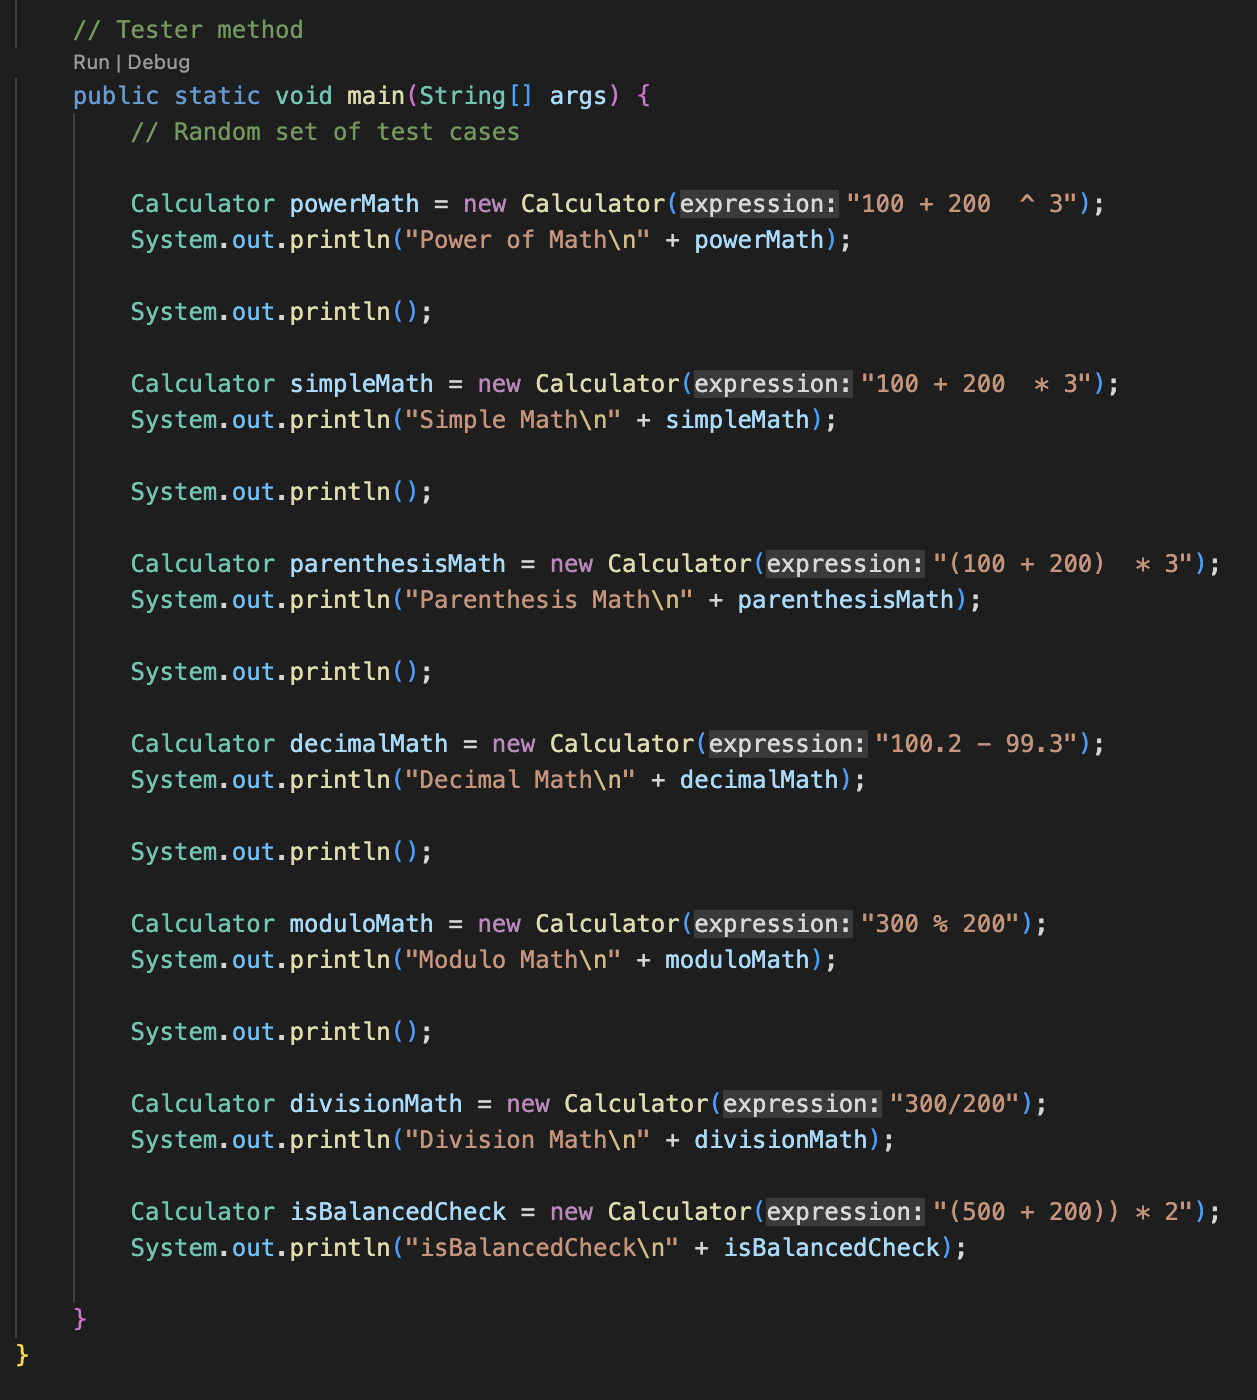 // Tester method
Run | Debug
public static void main(String[] args) {
// Random set of test cases
Calculator powerMath = new Calculator(expression: "100 + 200  ^ 3");
System.out.println("Power of Math\n" + powerMath);
System.out.println();
Calculator simpleMath = new Calculator(expression: "100 + 200  * 3");
System.out.println("Simple Math\n" + simpleMath);
System.out.println();
Calculator parenthesisMath = new Calculator(expression: "(100 + 200)  * 3");
System.out.println("Parenthesis Math\n" + parenthesisMath);
System.out.println();
Calculator decimalMath = new Calculator(expression: "100.2 - 99.3");
System.out.println("Decimal Math\n" + decimalMath);
System.out.println();
Calculator moduloMath = new Calculator(expression: "300 % 200");
System.out.println("Modulo Math\n" + moduloMath);
System.out.println();
Calculator divisionMath = new Calculator(expression: "300/200");
System.out.println("Division Math\n" + divisionMath);
Calculator isBalancedCheck = new Calculator(expression: "(500 + 200)) * 2");
System.out.println("isBalancedCheck\n" + isBalancedCheck);
}
}